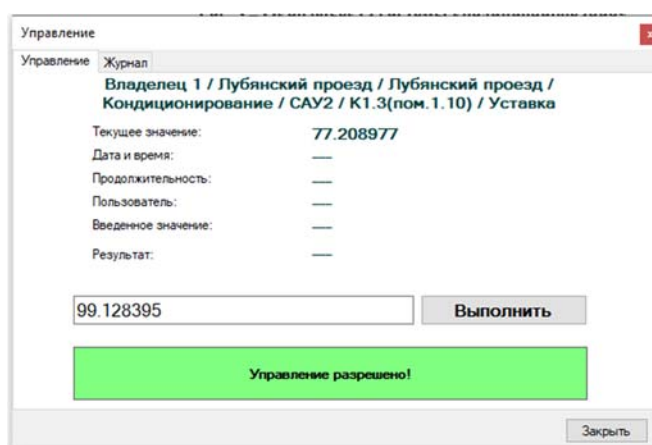 Управление
Управление Журнал
Владелец 1 / Лубянский проезд / Лубянский проезд /
Кондиционирование / САУ2 / К1.3(пом.1.10) / Уставка
Текущее значение: 77.208977
Дата и время: ---
Продолжительность: ---
Пользователь: ---
Введенное значение: ---
Результат: ---
99.128395 Выполнить
Управление разрешено!
Закрыть